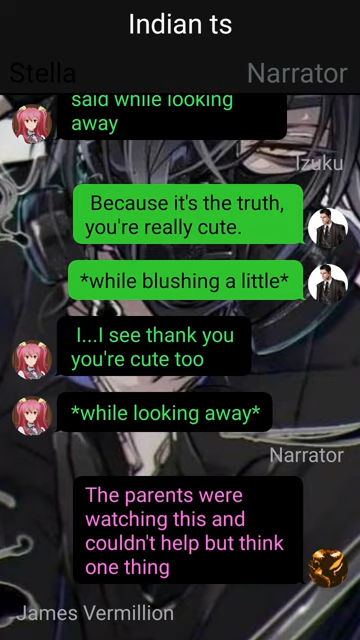 Indian ts
Stella
Narrator
said while looking
away
Izuku
Because it's the truth,
you're really cute.
*while blushing a little*
I...I see thank you
you're cute too
*while looking away*
Narrator
The parents were
watching this and
couldn't help but think
one thing
James Vermillion